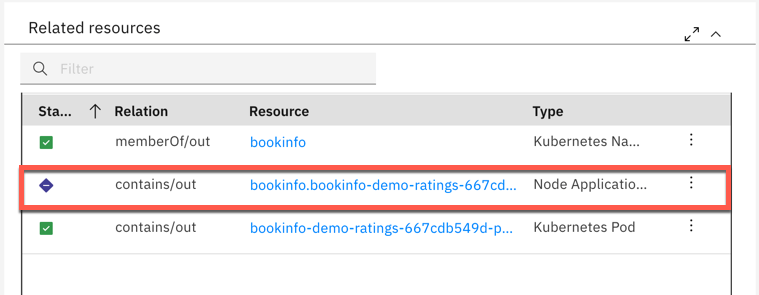 Related resources
Filter
Sta... Relation Resource Type
memberOf/out bookinfo Kubernetes Na...
contains/out bookinfo.bookinfo-demo-ratings-667cd... Node Applicatio...
contains/out bookinfo-demo-ratings-667cdb549d-p... Kubernetes Pod